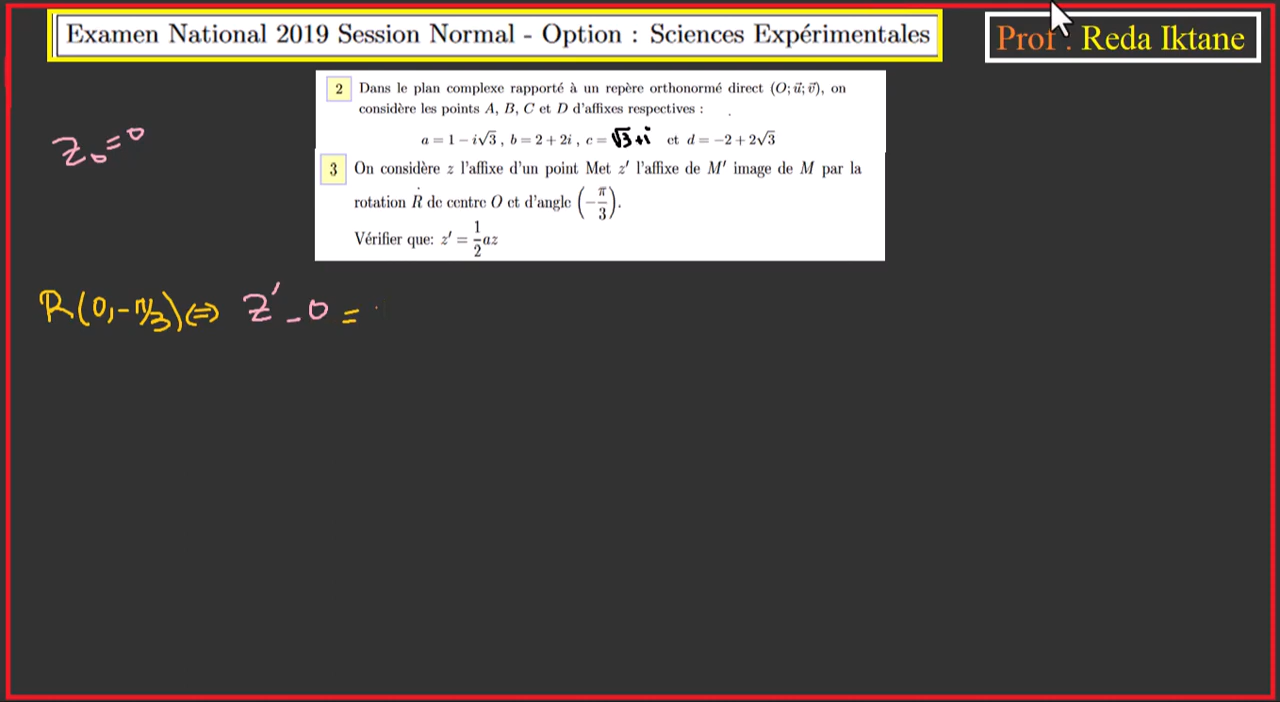 Examen National 2019 Session Normal - Option : Sciences Expérimentales
Prof : Reda Iktane
2 Dans le plan complexe rapporté à un repère orthonormé direct (O; u⃗; v⃗), on
considère les points A, B, C et D d'affixes respectives :
a = 1 − i√3 , b = 2 + 2i , c = √3+i et d = −2 + 2√3
3 On considère z l'affixe d'un point Met z′ l'affixe de M′ image de M par la
rotation R de centre O et d'angle (−π/3).
Vérifier que: z′ = 1/2 az
Z₀=0
R(0,-π/3) ⇔ Z′ - 0 =